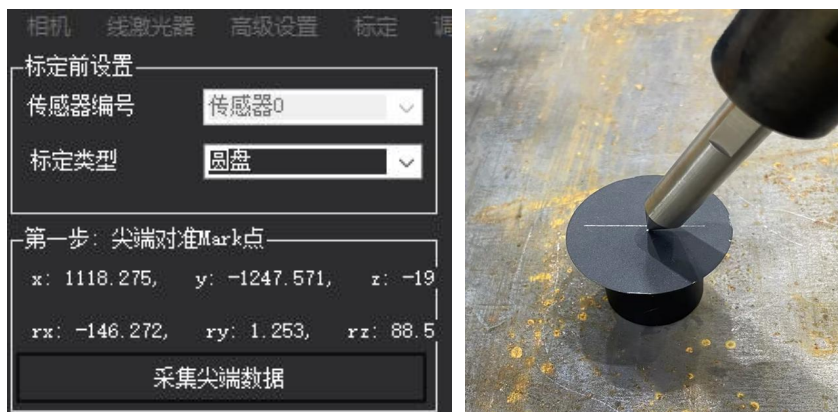 相机 线激光器 高级设置 标定 调
标定前设置
传感器编号 传感器0
标定类型 圆盘
第一步：尖端对准Mark点
x: 1118.275, y: -1247.571, z: -19
rx: -146.272, ry: 1.253, rz: 88.5
采集尖端数据